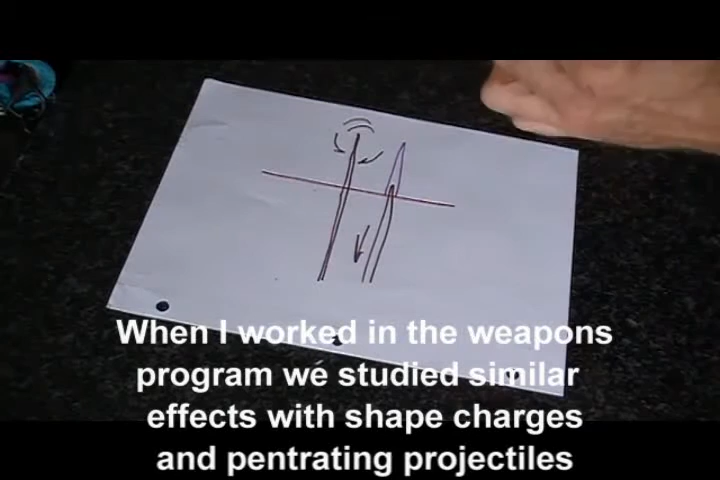 When I worked in the weapons
program we studied similar
effects with shape charges
and pentrating projectiles